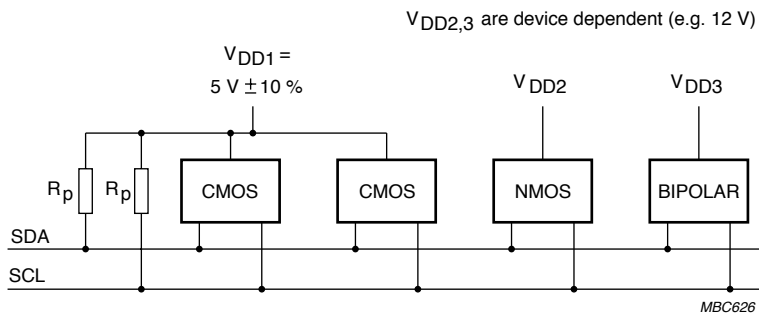 VDD2,3 are device dependent (e.g. 12 V)
VDD1 =
5 V ± 10 %
VDD2
VDD3
Rp
Rp
CMOS
CMOS
NMOS
BIPOLAR
SDA
SCL
MBC626